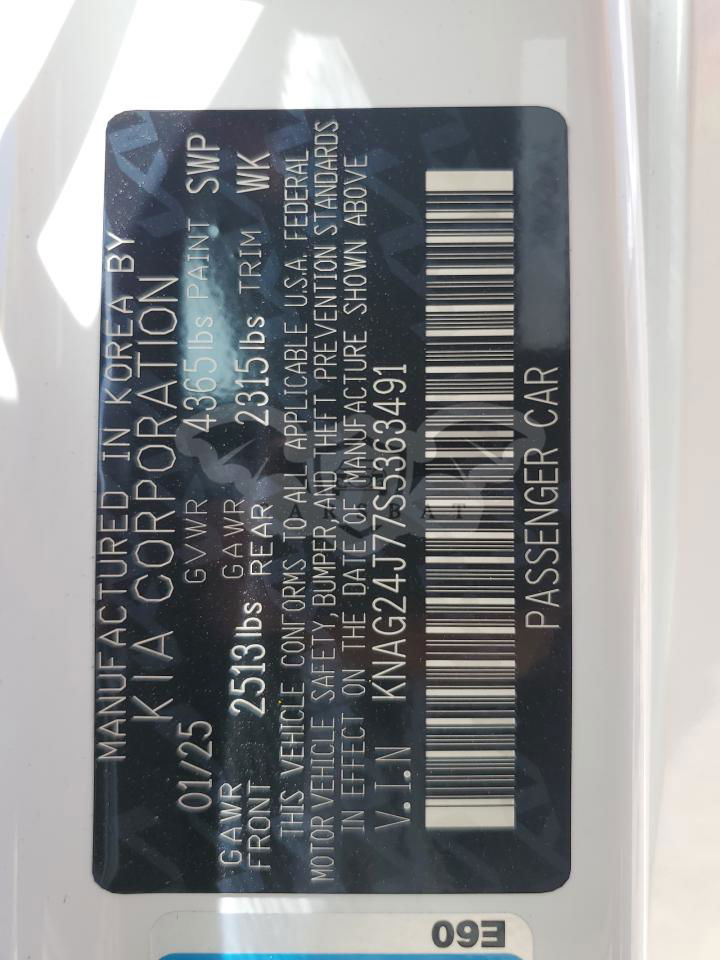 MANUFACTURED IN KOREA BY
KIA CORPORATION
01/25 GVWR 4365lbs PAINT SWP
GAWR FRONT 2513lbs GAWR REAR 2315lbs TRIM WK
THIS VEHICLE CONFORMS TO ALL APPLICABLE U.S.A. FEDERAL
MOTOR VEHICLE SAFETY, BUMPER, AND THEFT PREVENTION STANDARDS
IN EFFECT ON THE DATE OF MANUFACTURE SHOWN ABOVE
V.I.N KNAG24J77S5363491
PASSENGER CAR
E60